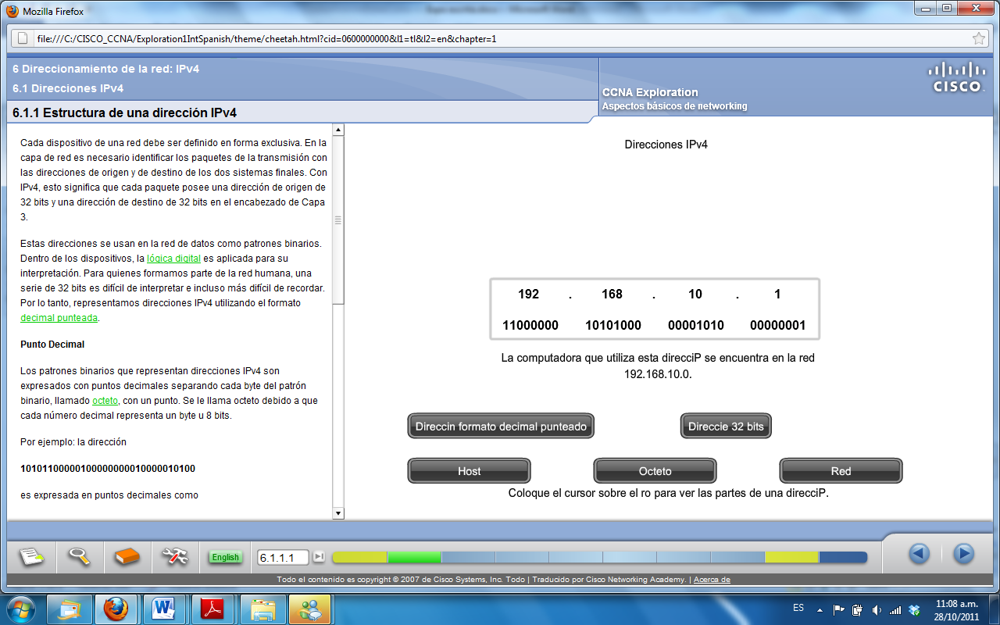 Mozilla Firefox
file:///C:/CISCO_CCNA/Exploration1IntSpanish/theme/cheetah.html?cid=0600000000&l1=tl&l2=en&chapter=1
6 Direccionamiento de la red: IPv4
6.1 Direcciones IPv4
6.1.1 Estructura de una dirección IPv4
CCNA Exploration
Aspectos básicos de networking
CISCO
Cada dispositivo de una red debe ser definido en forma exclusiva. En la
capa de red es necesario identificar los paquetes de la transmisión con
las direcciones de origen y de destino de los dos sistemas finales. Con
IPv4, esto significa que cada paquete posee una dirección de origen de
32 bits y una dirección de destino de 32 bits en el encabezado de Capa
3.
Estas direcciones se usan en la red de datos como patrones binarios.
Dentro de los dispositivos, la lógica digital es aplicada para su
interpretación. Para quienes formamos parte de la red humana, una
serie de 32 bits es difícil de interpretar e incluso más difícil de recordar.
Por lo tanto, representamos direcciones IPv4 utilizando el formato
decimal punteada.
Punto Decimal
Los patrones binarios que representan direcciones IPv4 son
expresados con puntos decimales separando cada byte del patrón
binario, llamado octeto, con un punto. Se le llama octeto debido a que
cada número decimal representa un byte u 8 bits.
Por ejemplo: la dirección
10101100000100000000010000010100
es expresada en puntos decimales como
Direcciones IPv4
192 . 168 . 10 . 1
11000000 10101000 00001010 00000001
La computadora que utiliza esta direcciP se encuentra en la red
192.168.10.0.
Direccin formato decimal punteado
Direccie 32 bits
Host
Octeto
Red
Coloque el cursor sobre el ro para ver las partes de una direcciP.
English
6.1.1.1
Todo el contenido es copyright © 2007 de Cisco Systems, Inc. Todo | Traducido por Cisco Networking Academy. | Acerca de
ES
11:08 a.m.
28/10/2011